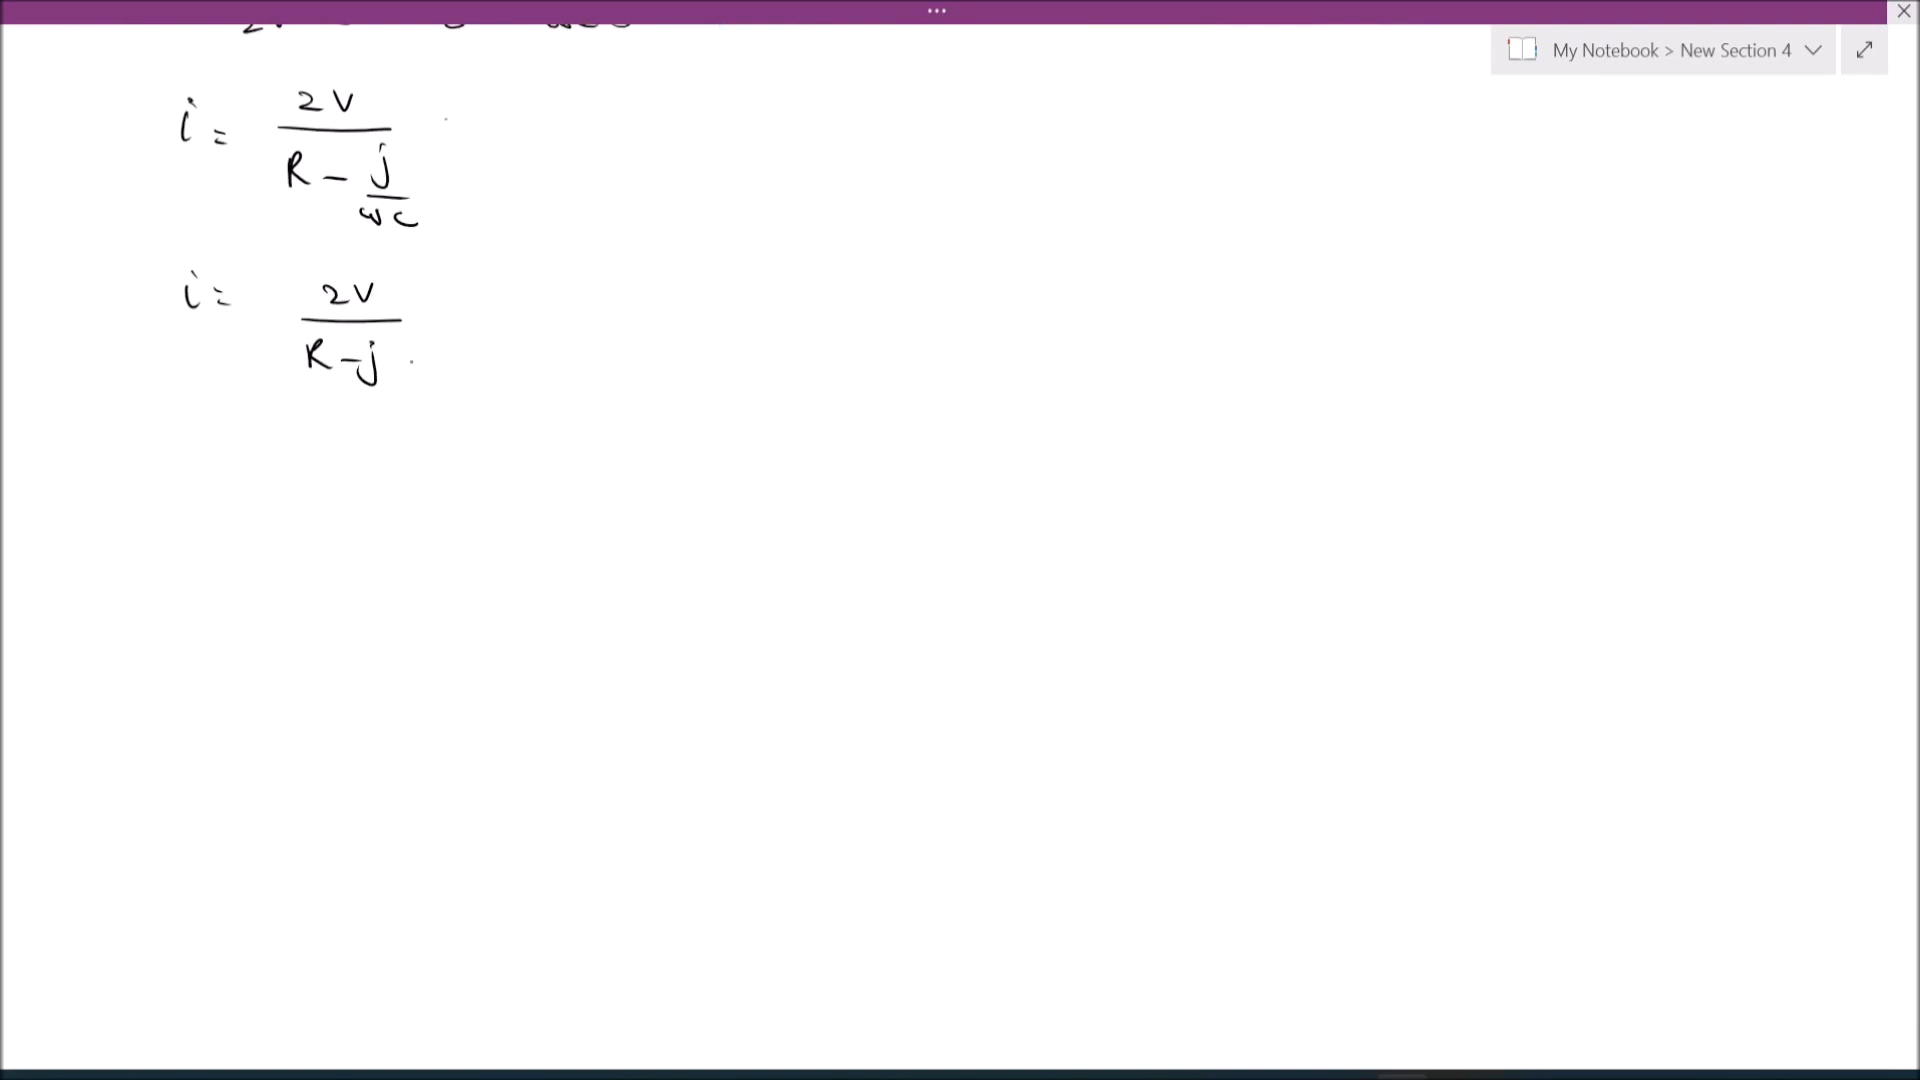 My Notebook > New Section 4
i = 2V
R - j
ωc
i = 2V
R - j